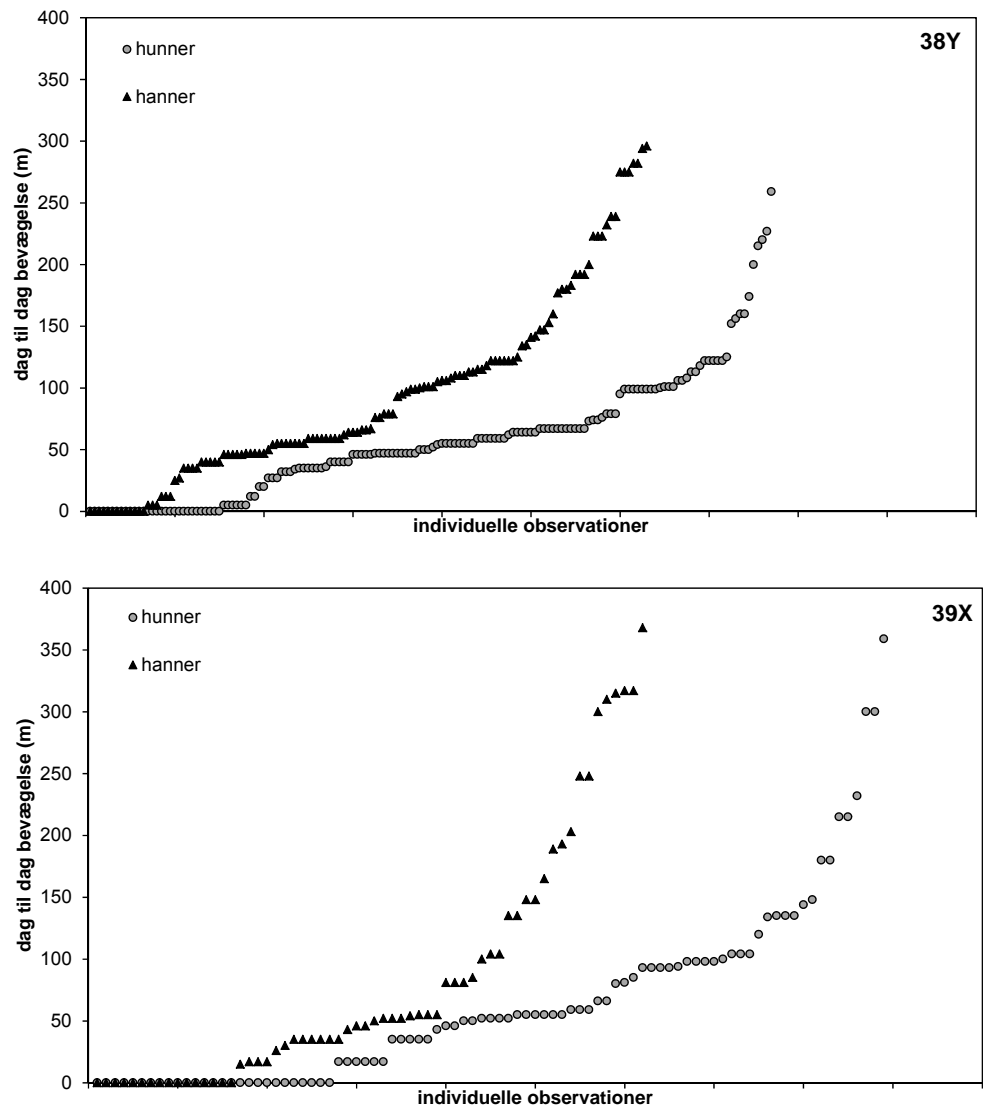 400
350
300
250
200
150
100
50
0
dag til dag bevægelse (m)
hunner
hanner
38Y
individuelle observationer
400
350
300
250
200
150
100
50
0
dag til dag bevægelse (m)
hunner
hanner
39X
individuelle observationer